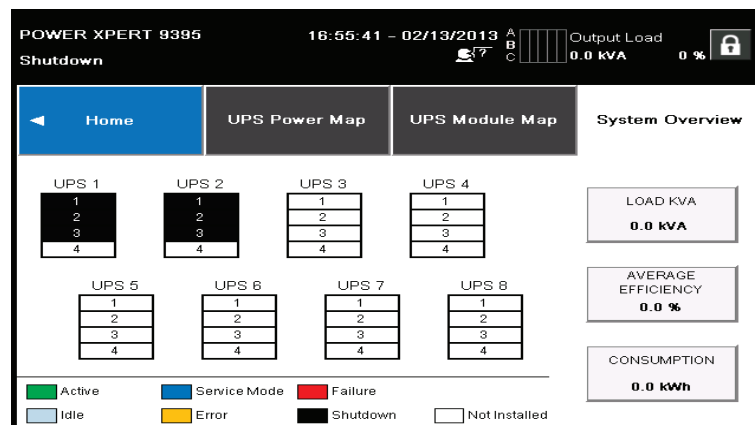 POWER XPERT 9395 16:55:41 - 02/13/2013 A Output Load
B
Shutdown ? C 0.0 kVA 0 %
Home UPS Power Map UPS Module Map System Overview
UPS 1 UPS 2 UPS 3 UPS 4
1 1 1 1
2 2 2 2
3 3 3 3
4 4 4 4
UPS 5 UPS 6 UPS 7 UPS 8
1 1 1 1
2 2 2 2
3 3 3 3
4 4 4 4
LOAD KVA
0.0 kVA
AVERAGE
EFFICIENCY
0.0 %
CONSUMPTION
0.0 kWh
Active Service Mode Failure
Idle Error Shutdown Not Installed